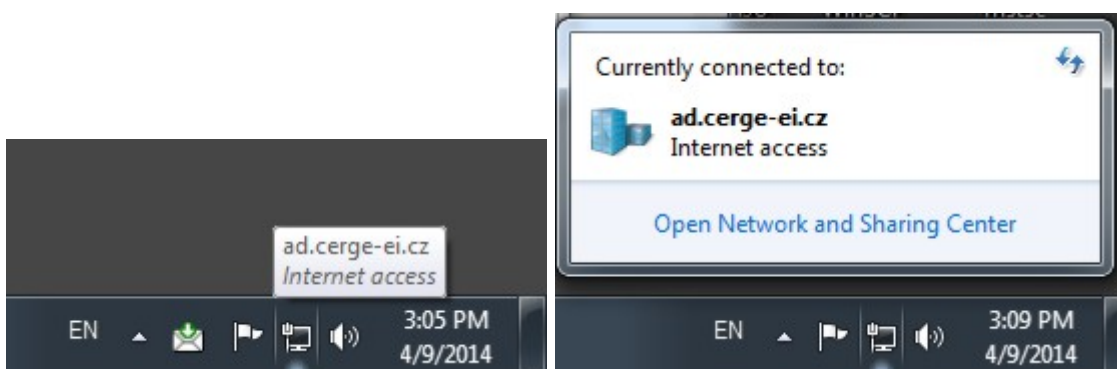 ad.cerge-ei.cz
Internet access
EN
3:05 PM
4/9/2014
Currently connected to:
ad.cerge-ei.cz
Internet access
Open Network and Sharing Center
EN
3:09 PM
4/9/2014